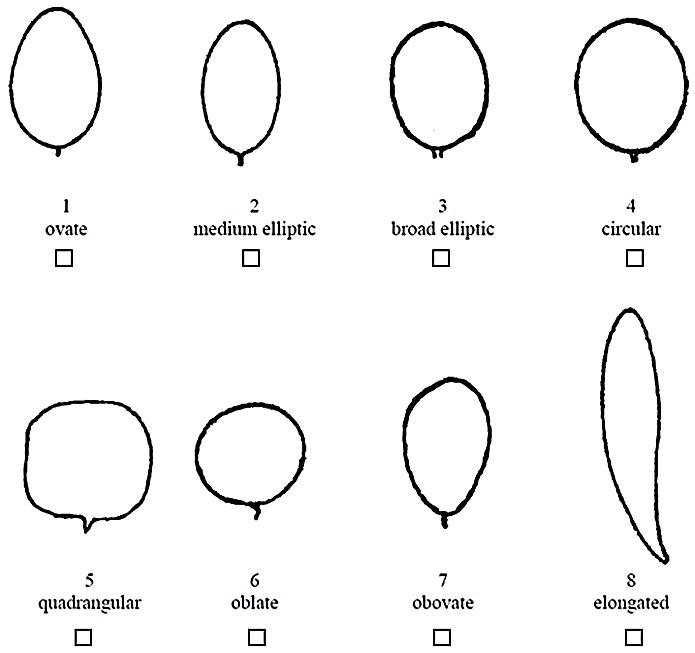 1 2 3 4
ovate medium elliptic broad elliptic circular
5 6 7 8
quadrangular oblate obovate elongated